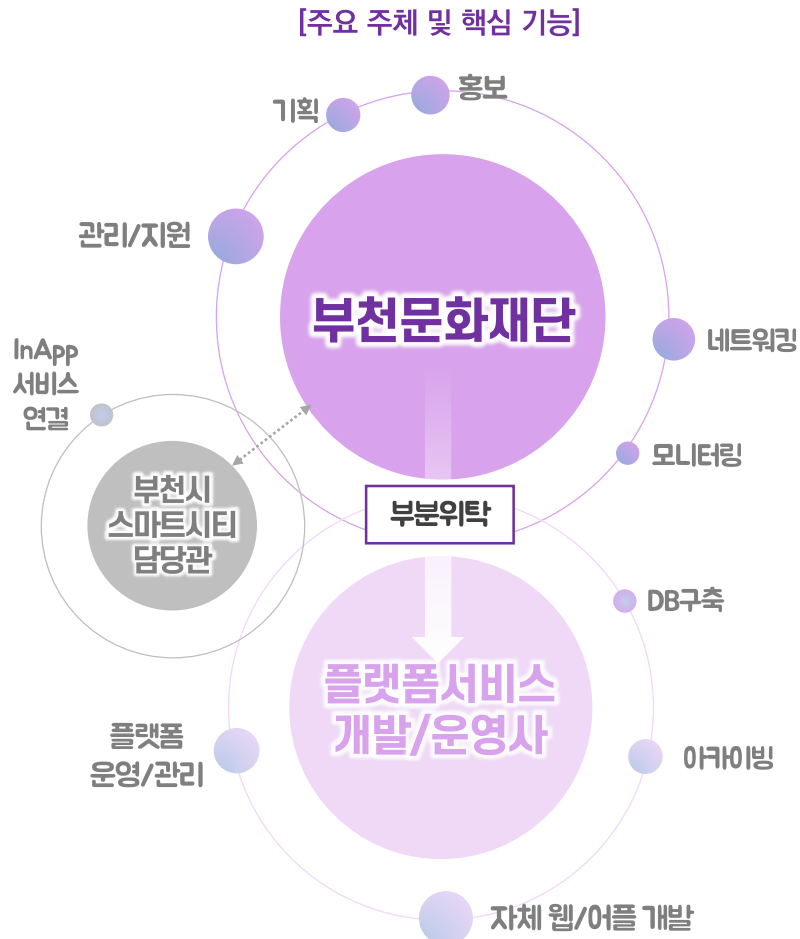 [주요 주체 및 핵심 기능]
홍보
기획
관리/지원
부천문화재단
네트워킹
InApp
서비스
연결
모니터링
부천시
스마트시티
담당관
부분위탁
DB구축
플랫폼서비스
개발/운영사
플랫폼
운영/관리
아카이빙
자체 웹/어플 개발